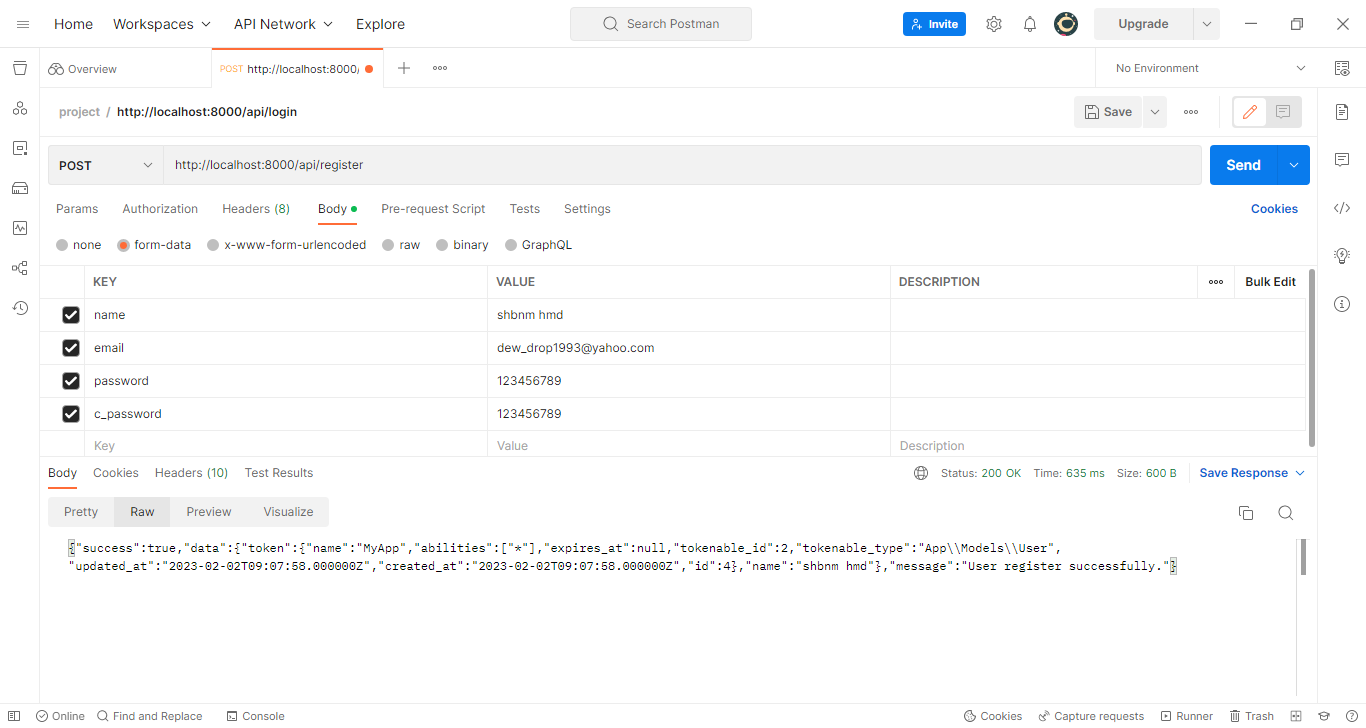 Home Workspaces API Network Explore Search Postman Invite Upgrade
Overview POST http://localhost:8000/ No Environment
project / http://localhost:8000/api/login Save
POST http://localhost:8000/api/register Send
Params Authorization Headers (8) Body Pre-request Script Tests Settings Cookies
none form-data x-www-form-urlencoded raw binary GraphQL
KEY VALUE DESCRIPTION Bulk Edit
name shbnm hmd
email dew_drop1993@yahoo.com
password 123456789
c_password 123456789
Key Value Description
Body Cookies Headers (10) Test Results Status: 200 OK Time: 635 ms Size: 600 B Save Response
Pretty Raw Preview Visualize
{"success":true,"data":{"token":{"name":"MyApp","abilities":["*"],"expires_at":null,"tokenable_id":2,"tokenable_type":"App\\Models\\User",
"updated_at":"2023-02-02T09:07:58.000000Z","created_at":"2023-02-02T09:07:58.000000Z","id":4},"name":"shbnm hmd"},"message":"User register successfully."}
Online Find and Replace Console Cookies Capture requests Runner Trash